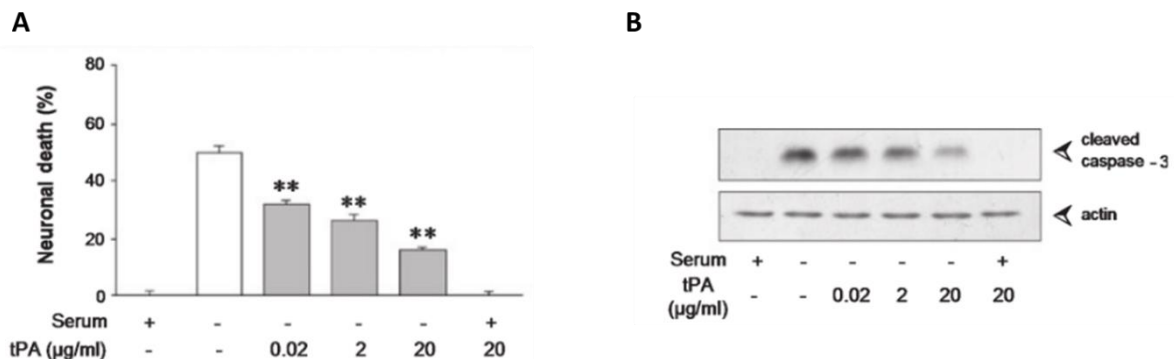 A
80
60
40
20
0
Neuronal death (%)
**
**
**
Serum + - - - - +
tPA (µg/ml) - - 0.02 2 20 20
B
cleaved
caspase - 3
actin
Serum + - - - - +
tPA
(µg/ml)
- - 0.02 2 20 20